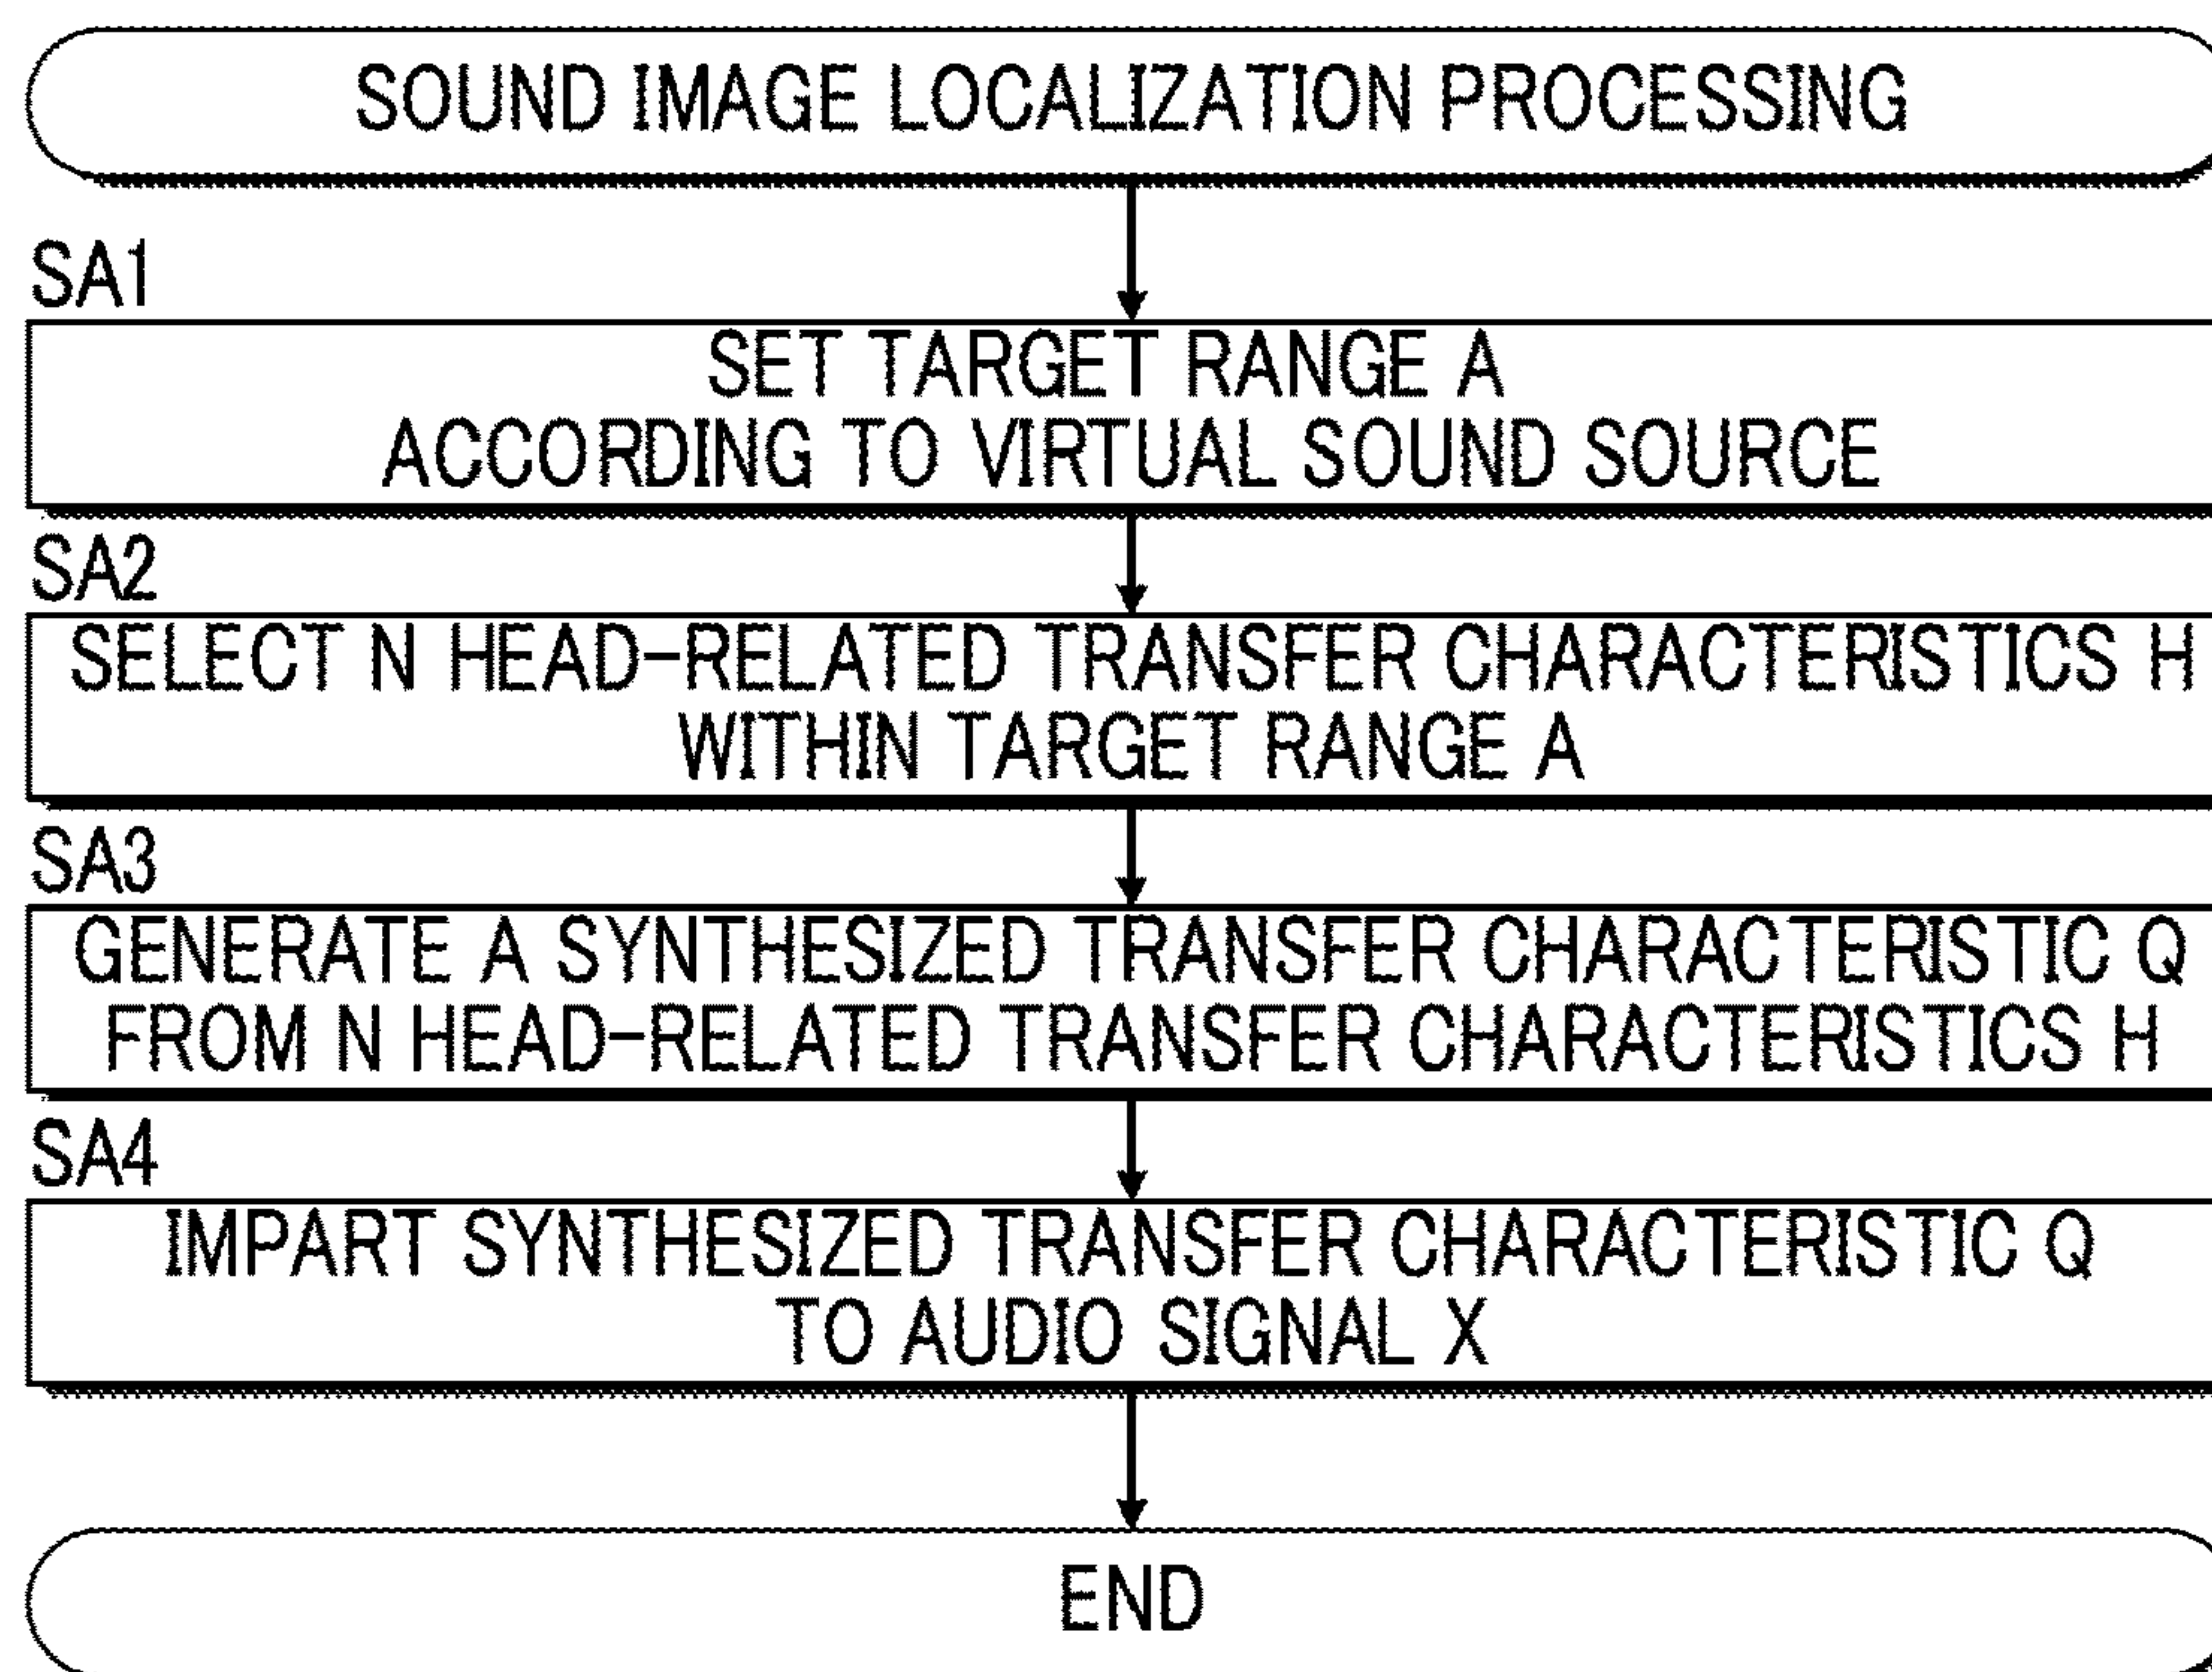 SOUND IMAGE LOCALIZATION PROCESSING
SA1
SET TARGET RANGE A
ACCORDING TO VIRTUAL SOUND SOURCE
SA2
SELECT N HEAD-RELATED TRANSFER CHARACTERISTICS H
WITHIN TARGET RANGE A
SA3
GENERATE A SYNTHESIZED TRANSFER CHARACTERISTIC Q
FROM N HEAD-RELATED TRANSFER CHARACTERISTICS H
SA4
IMPART SYNTHESIZED TRANSFER CHARACTERISTIC Q
TO AUDIO SIGNAL X
END